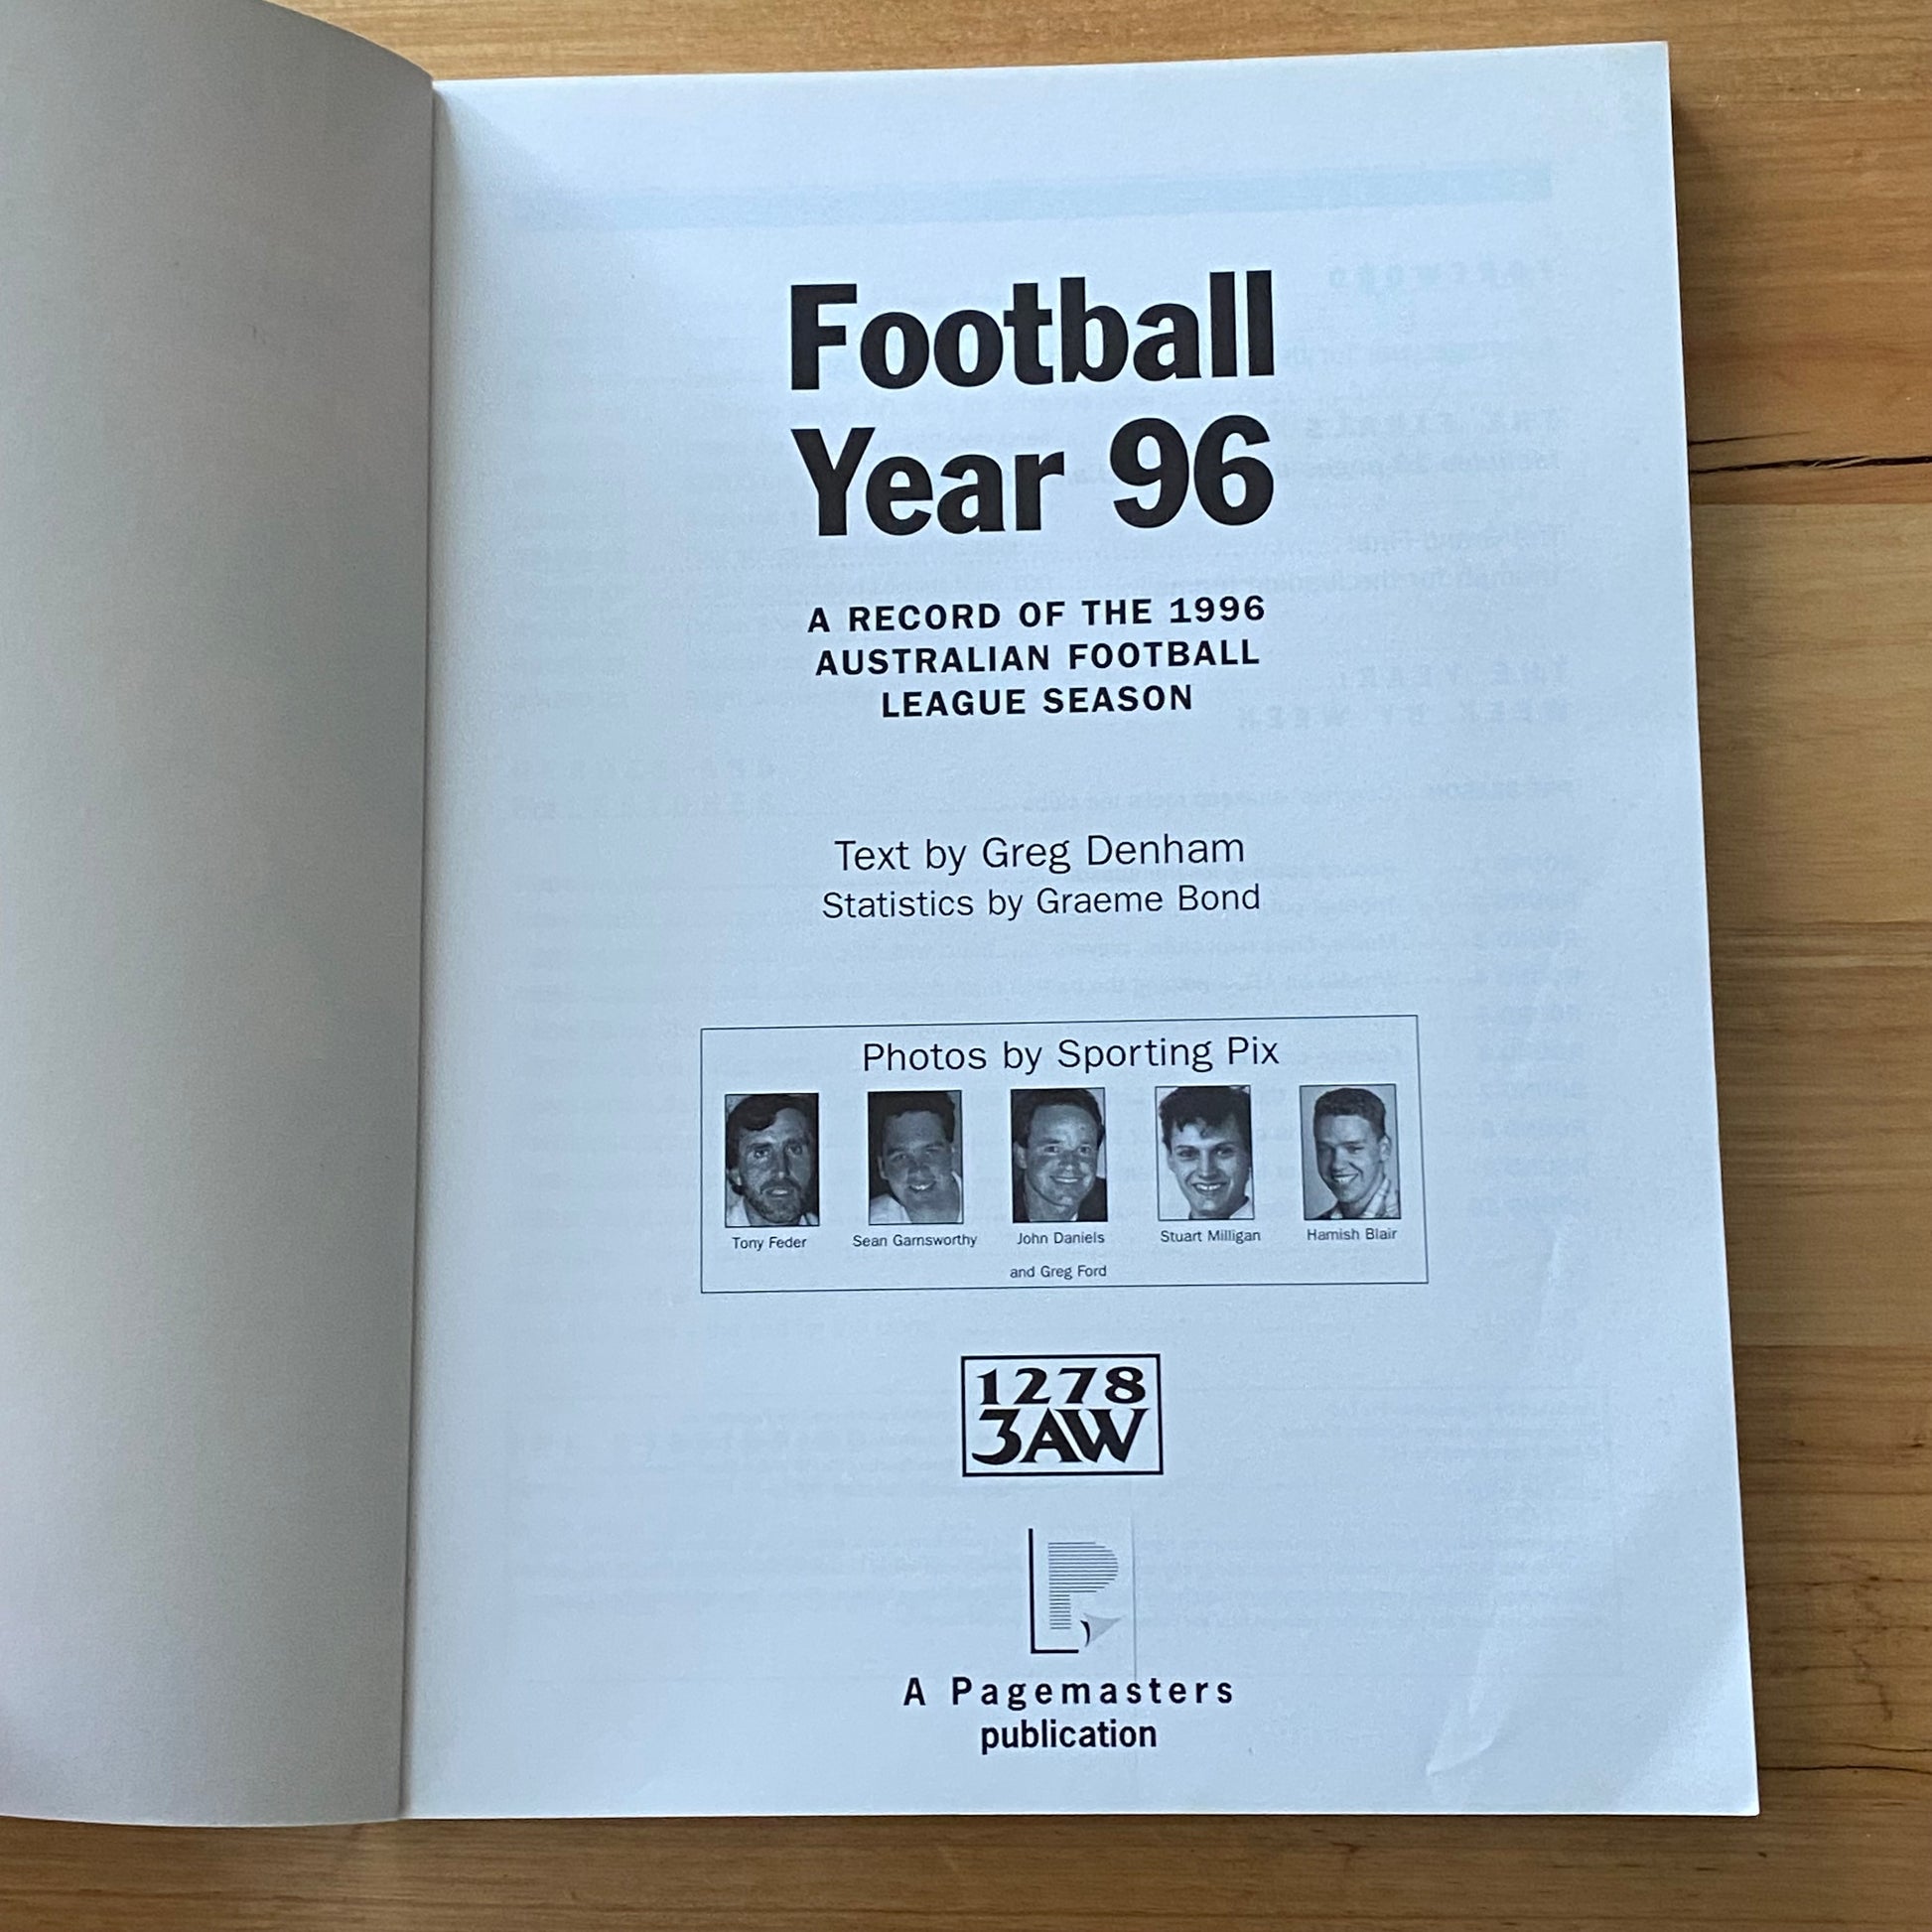 Football
Year 96
A RECORD OF THE 1996
AUSTRALIAN FOOTBALL
LEAGUE SEASON
Text by Greg Denham
Statistics by Graeme Bond
Photos by Sporting Pix
Tony Feder
Sean Garnsworthy
John Daniels
Stuart Milligan
Hamish Blair
and Greg Ford
1278
3AW
P
A Pagemasters
publication